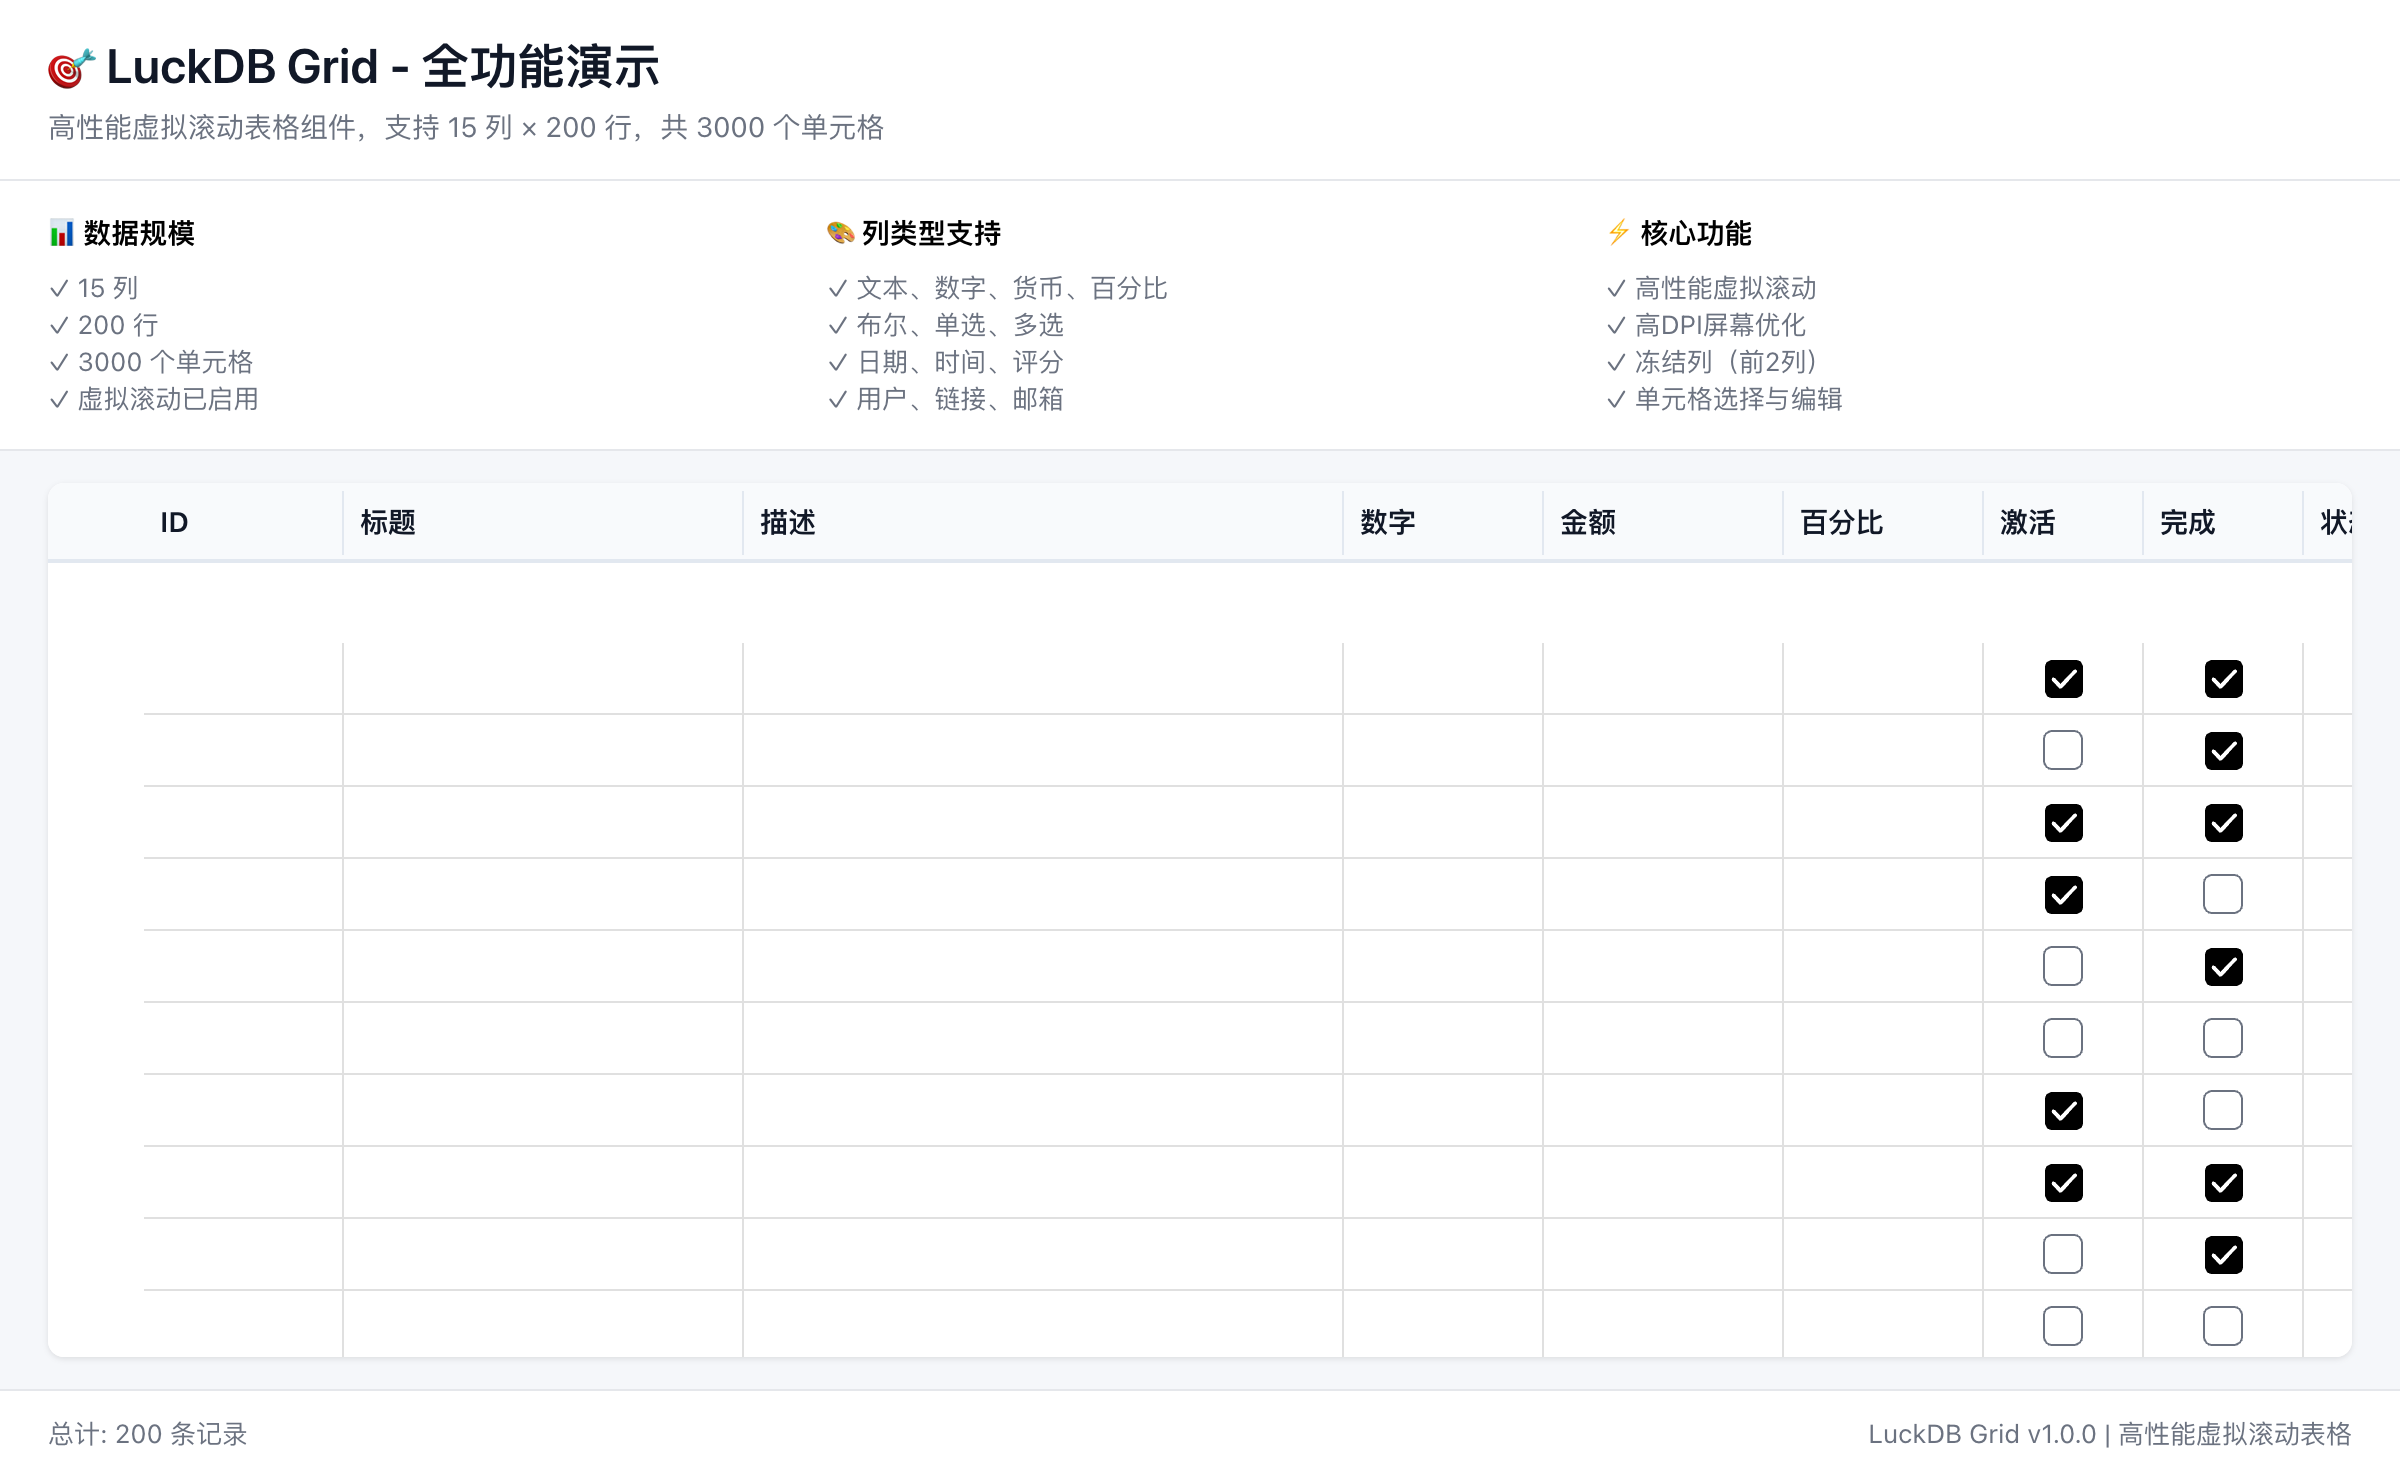 🎯 LuckDB Grid - 全功能演示
高性能虚拟滚动表格组件，支持 15 列 × 200 行，共 3000 个单元格
📊 数据规模
✓ 15 列
✓ 200 行
✓ 3000 个单元格
✓ 虚拟滚动已启用
🎨 列类型支持
✓ 文本、数字、货币、百分比
✓ 布尔、单选、多选
✓ 日期、时间、评分
✓ 用户、链接、邮箱
⚡ 核心功能
✓ 高性能虚拟滚动
✓ 高DPI屏幕优化
✓ 冻结列（前2列）
✓ 单元格选择与编辑
ID 标题 描述 数字 金额 百分比 激活 完成 状
总计: 200 条记录
LuckDB Grid v1.0.0 | 高性能虚拟滚动表格